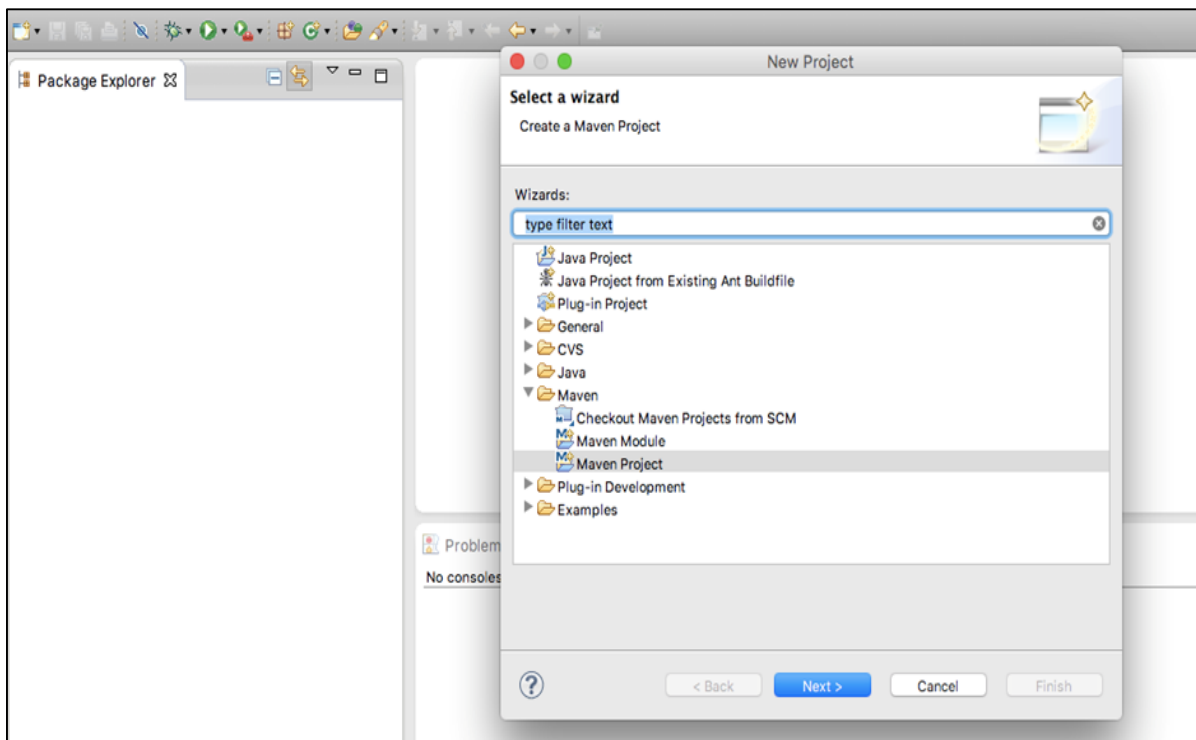 Package Explorer
New Project
Select a wizard
Create a Maven Project
Wizards:
type filter text
Java Project
Java Project from Existing Ant Buildfile
Plug-in Project
General
CVS
Java
Maven
Checkout Maven Projects from SCM
Maven Module
Maven Project
Plug-in Development
Examples
Problem
No consoles
? < Back Next > Cancel Finish